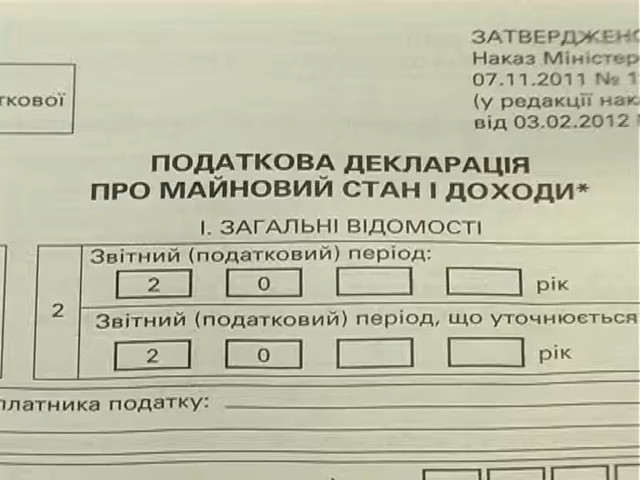 ЗАТВЕРДЖЕНО
Наказ Міністер
07.11.2011 № 1
(у редакції нак
від 03.02.2012
ткової
ПОДАТКОВА ДЕКЛАРАЦІЯ
ПРО МАЙНОВИЙ СТАН І ДОХОДИ*
І. ЗАГАЛЬНІ ВІДОМОСТІ
2
Звітний (податковий) період:
2 0 рік
Звітний (податковий) період, що уточнюється
2 0 рік
платника податку: